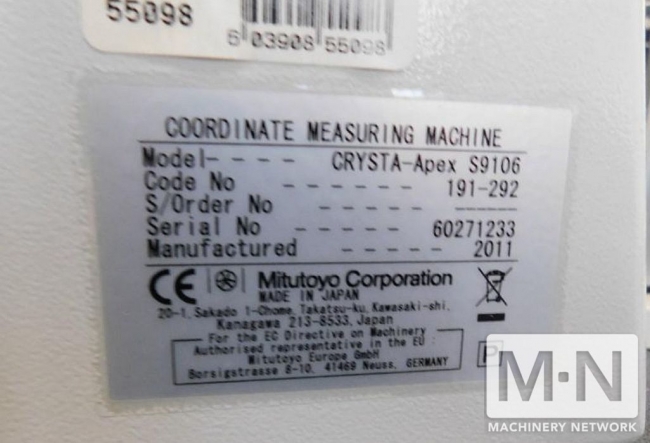 55098
6 03908 55098
COORDINATE MEASURING MACHINE
Model- - - - CRYSTA-Apex S9106
Code No - - - - - - 191-292
S/Order No - - - - -
Serial No - - - - - 60271233
Manufactured - - - - - 2011
CE Mitutoyo Corporation
MADE IN JAPAN
20-1, Sakado 1-Chome, Takatsu-ku, Kawasaki-shi,
Kanagawa 213-8533, Japan
For the EC Directive on Machinery
Authorised representative in the EU :
Mitutoyo Europe GmbH
Borsigstrasse 8-10, 41469 Neuss, GERMANY
P
M·N
MACHINERY NETWORK